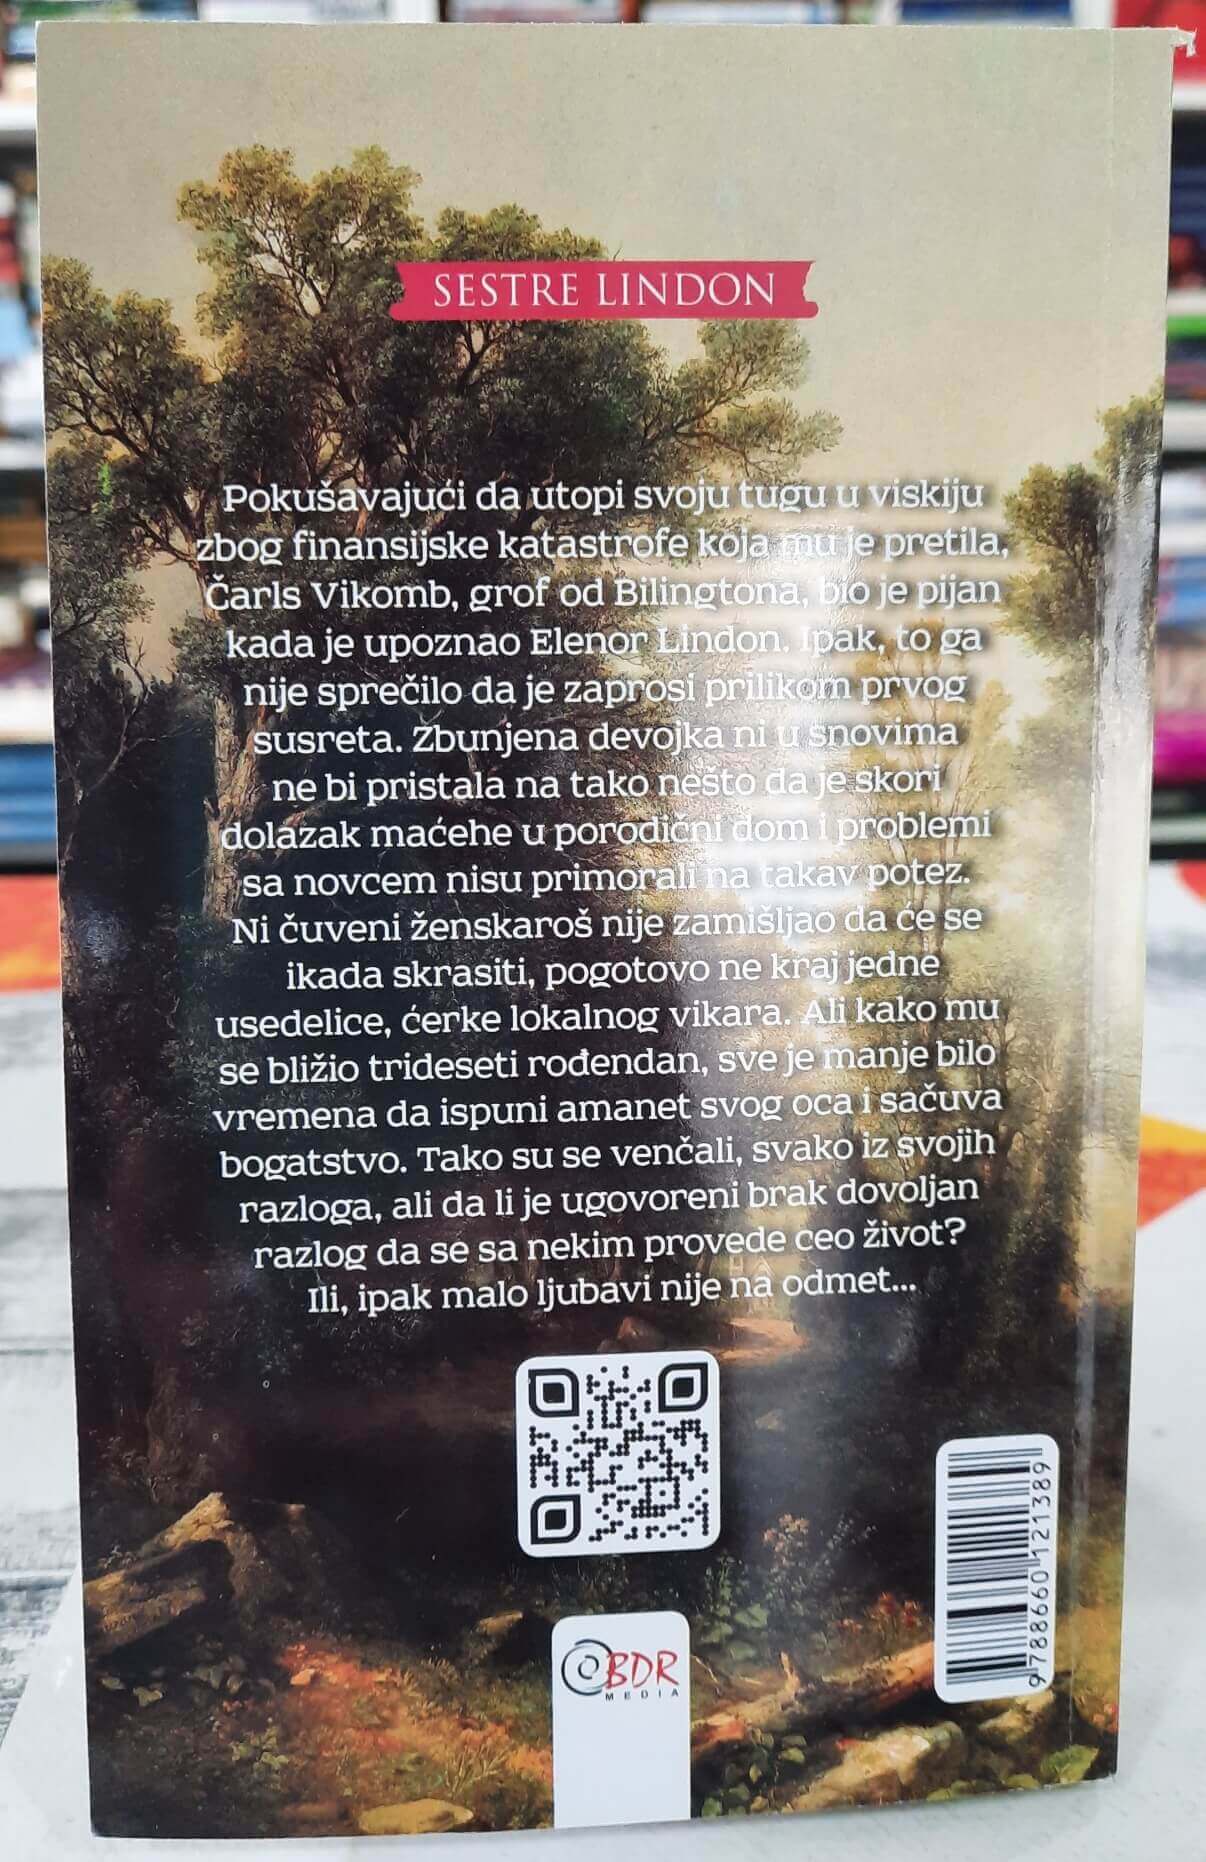 SESTRE LINDON
Pokušavajući da utopi svoju tugu u viskiju
zbog finansijske katastrofe koja mu je pretila,
Čarls Vikomb, grof od Bilingtona, bio je pijan
kada je upoznao Elenor Lindon. Ipak, to ga
nije sprečilo da je zaprosi prilikom prvog
susreta. Zbunjena devojka ni u snovima
ne bi pristala na tako nešto da je skori
dolazak maćehe u porodični dom i problemi
sa novcem nisu primorali na takav potez.
Ni čuveni ženskaroš nije zamišljao da će se
ikada skrasiti, pogotovo ne kraj jedne
usedelice, ćerke lokalnog vikara. Ali kako mu
se bližio trideseti rođendan, sve je manje bilo
vremena da ispuni amanet svog oca i sačuva
bogatstvo. Tako su se venčali, svako iz svojih
razloga, ali da li je ugovoreni brak dovoljan
razlog da se sa nekim provede ceo život?
Ili, ipak malo ljubavi nije na odmet...
9788660121389
BDR
MEDIA